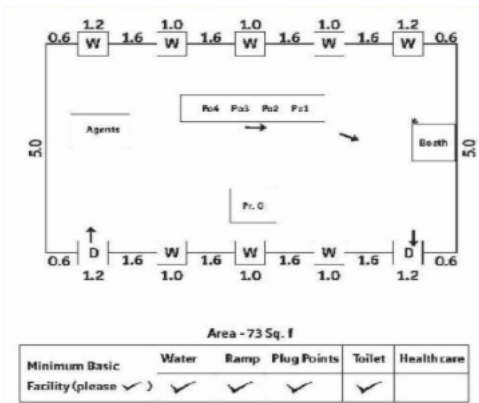 1.2 1.0 1.0 1.0 1.2
0.6 W 1.6 W 1.6 W 1.6 W 1.6 W 0.6
Po4 Po3 Po2 Po1
Agents
Booth
5.0 5.0
Pr. O
0.6 D 1.6 W 1.6 W 1.6 W 1.6 D 0.6
1.2 1.0 1.0 1.0 1.2
Area - 73 Sq. f
Minimum Basic Water Ramp Plug Points Toilet Health care
Facility (please ✓) ✓ ✓ ✓ ✓